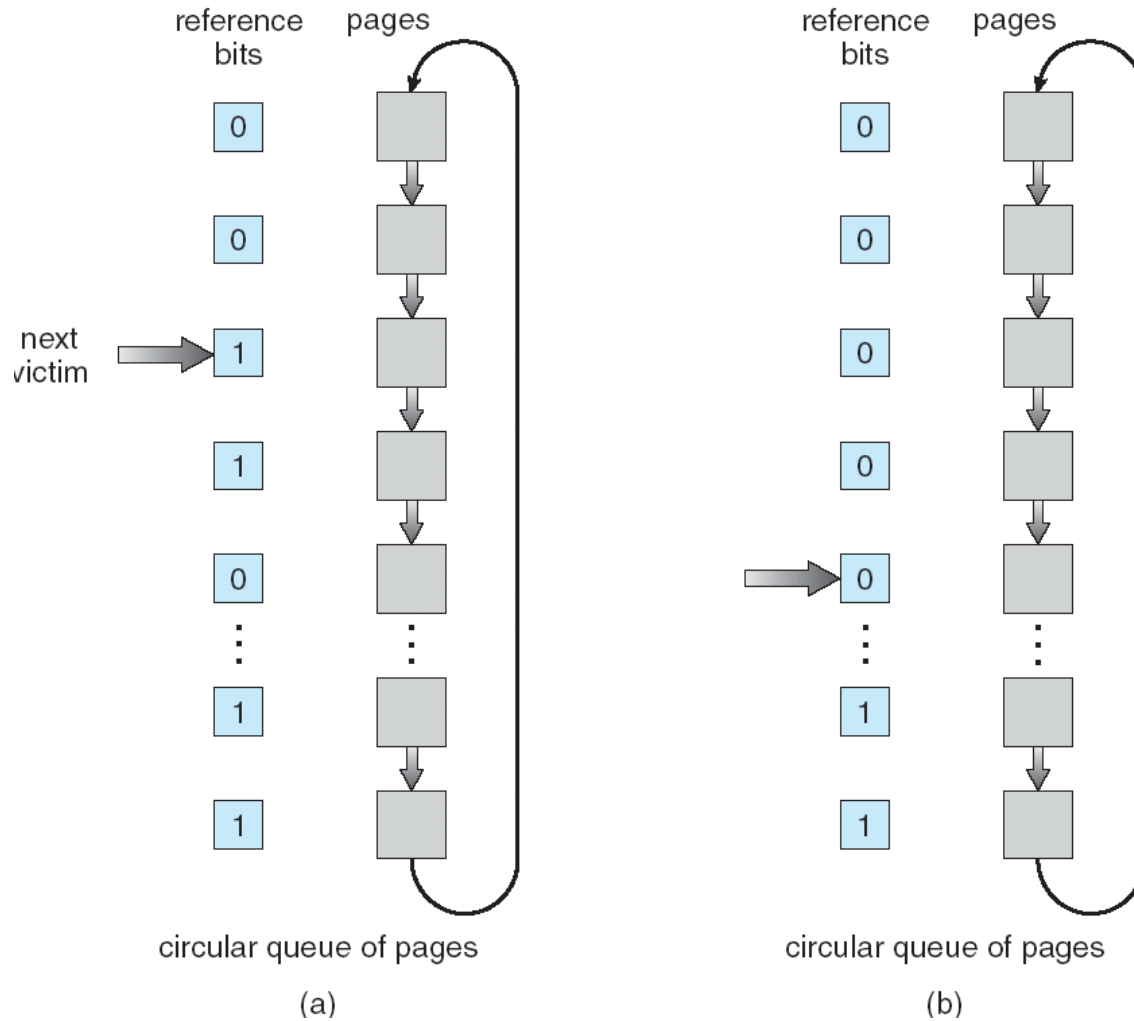 reference pages
bits
0
0
next
victim
1
1
0
1
1
circular queue of pages
(a)
reference pages
bits
0
0
0
0
0
1
1
circular queue of pages
(b)